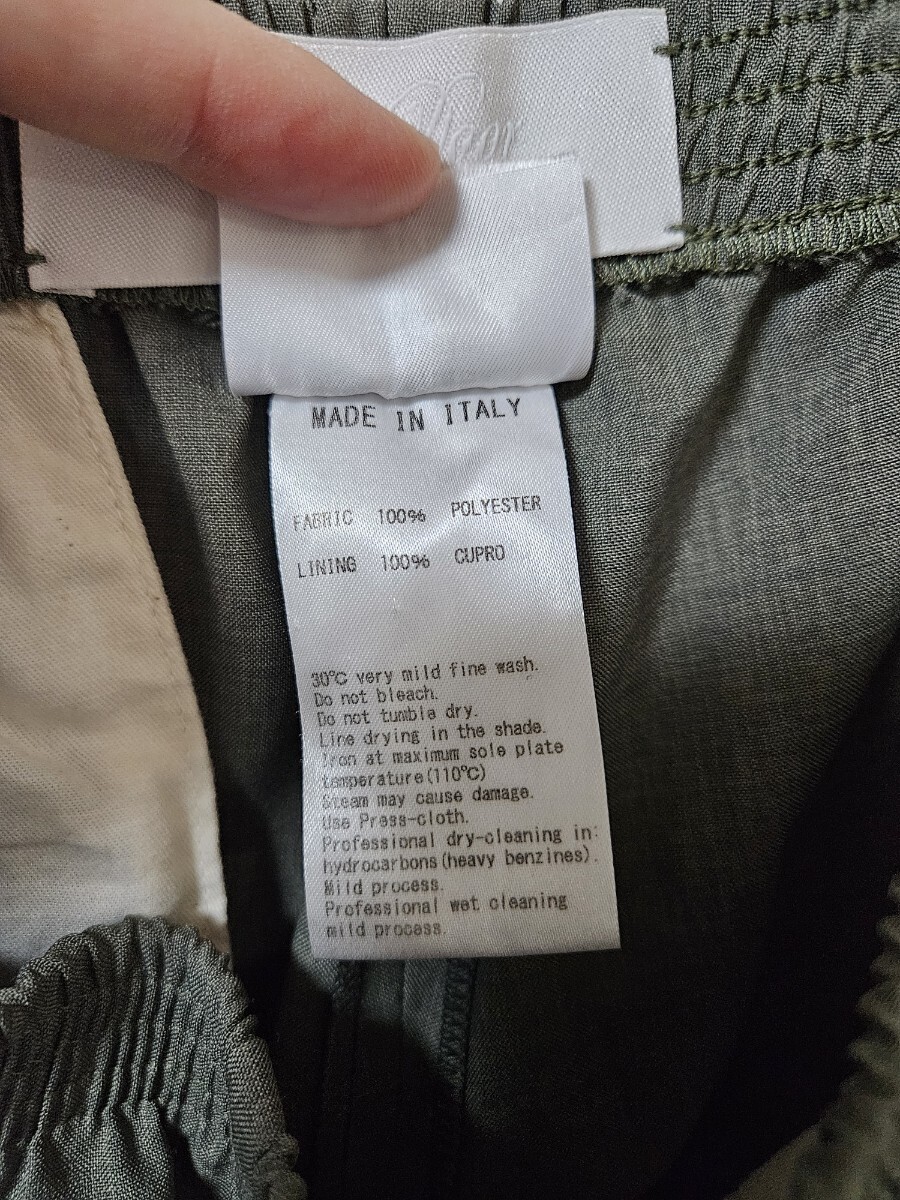 MADE IN ITALY
FABRIC 100% POLYESTER
LINING 100% CUPRO
30℃ very mild fine wash.
Do not bleach.
Do not tumble dry.
Line drying in the shade.
Iron at maximum sole plate
temperature(110℃)
Steam may cause damage.
Use Press-cloth.
Professional dry-cleaning in:
hydrocarbons(heavy benzines).
Mild process.
Professional wet cleaning
mild process.